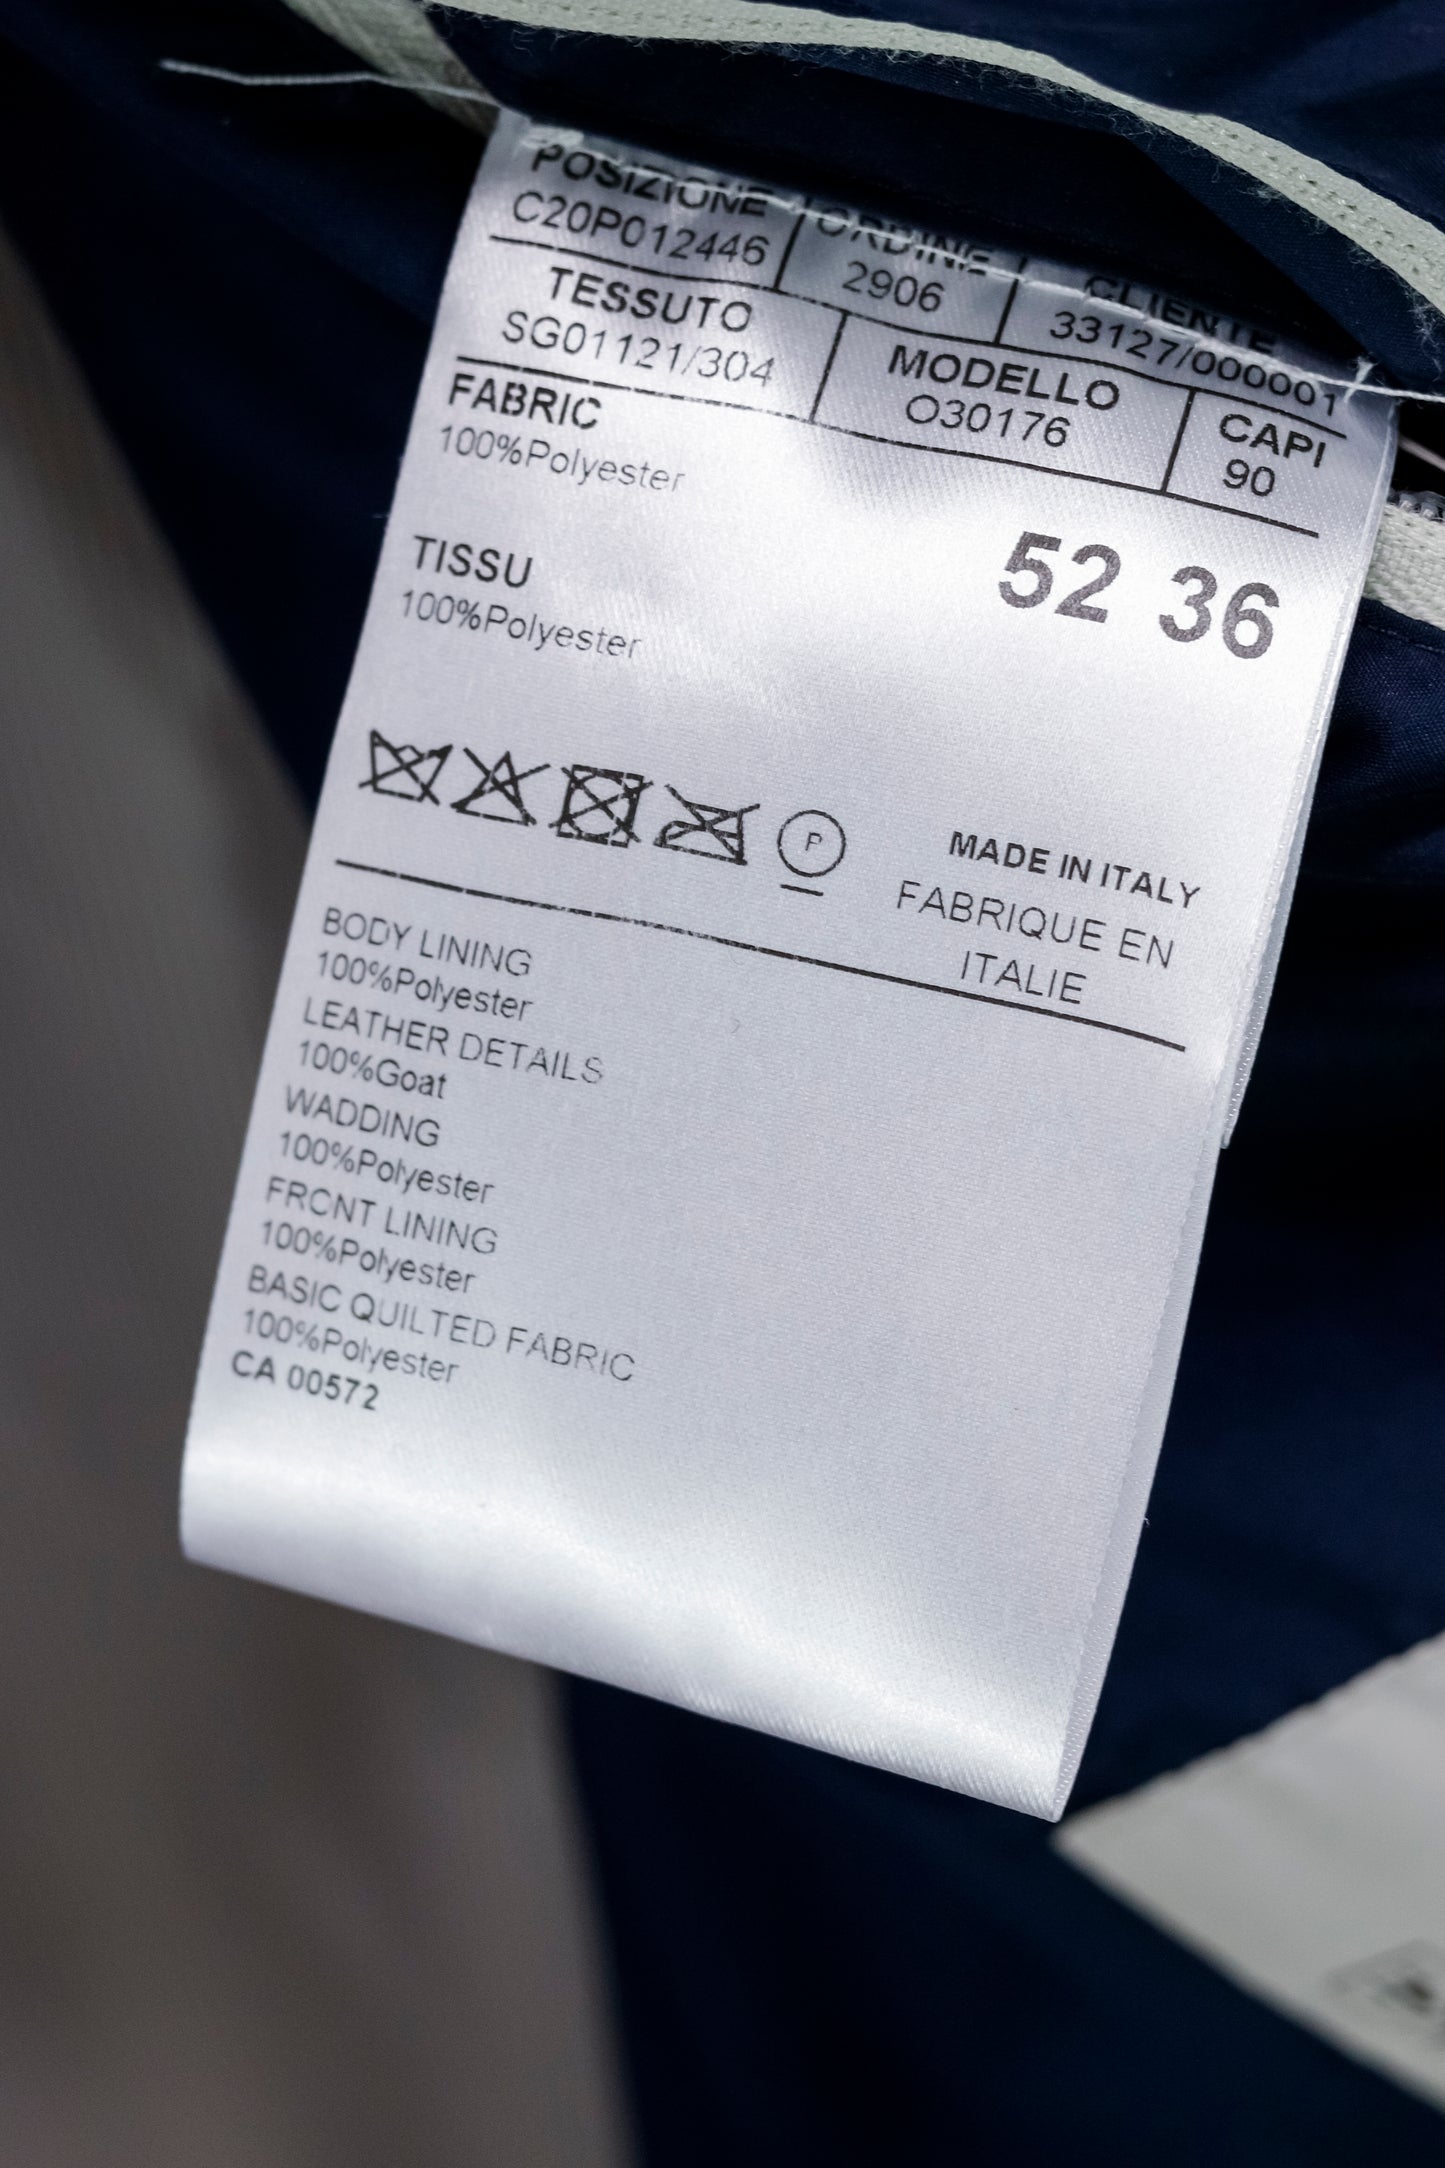 POSIZIONE ORDINE CLIENTE
C20P012446 2906 33127/000001
TESSUTO MODELLO CAPI
SG01121/304 O30176 90
FABRIC
100%Polyester
52 36
TISSU
100%Polyester
P
MADE IN ITALY
FABRIQUE EN
ITALIE
BODY LINING
100%Polyester
LEATHER DETAILS
100%Goat
WADDING
100%Polyester
FRONT LINING
100%Polyester
BASIC QUILTED FABRIC
100%Polyester
CA 00572